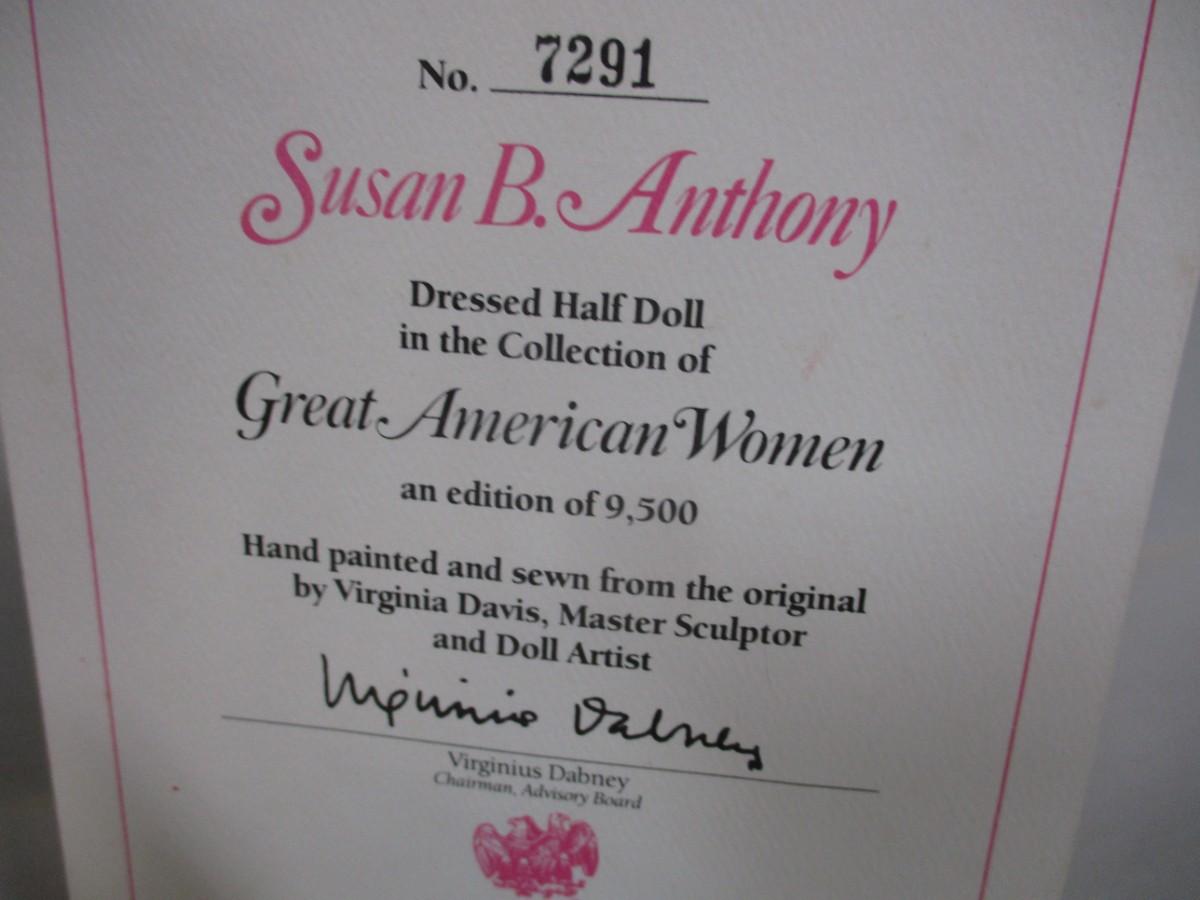 No. 7291
Susan B. Anthony
Dressed Half Doll
in the Collection of
Great American Women
an edition of 9,500
Hand painted and sewn from the original
by Virginia Davis, Master Sculptor
and Doll Artist
Virginius Dabney
Virginius Dabney
Chairman, Advisory Board